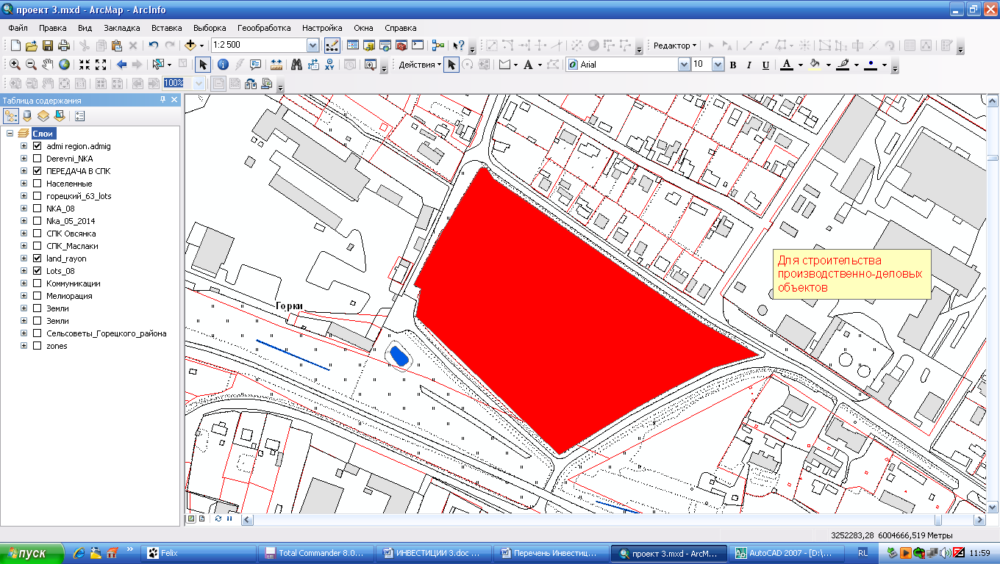 проект 3.mxd - ArcMap - ArcInfo
Файл Правка Вид Закладка Вставка Выборка Геообработка Настройка Окна Справка
1:2 500 Редактор
Действия A Arial 10 B I U A
100%
Таблица содержания
Слои
admi region.admig
Derevni_NKA
ПЕРЕДАЧА В СПК
Населенные
горецкий_63_lots
NKA_08
Nka_05_2014
СПК Овсянка
СПК_Маслаки
land_rayon
Lots_08
Коммуникации
Мелиорация
Земли
Земли
Сельсоветы_Горецкого_района
zones
Горки
Для строительства
производственно-деловых
объектов
3252283,28 6004666,519 Метры
пуск Felix Total Commander 8.0... ИНВЕСТИЦИИ 3.doc ... Перечень Инвестиц... проект 3.mxd - ArcM... AutoCAD 2007 - [D:\... RL 11:59